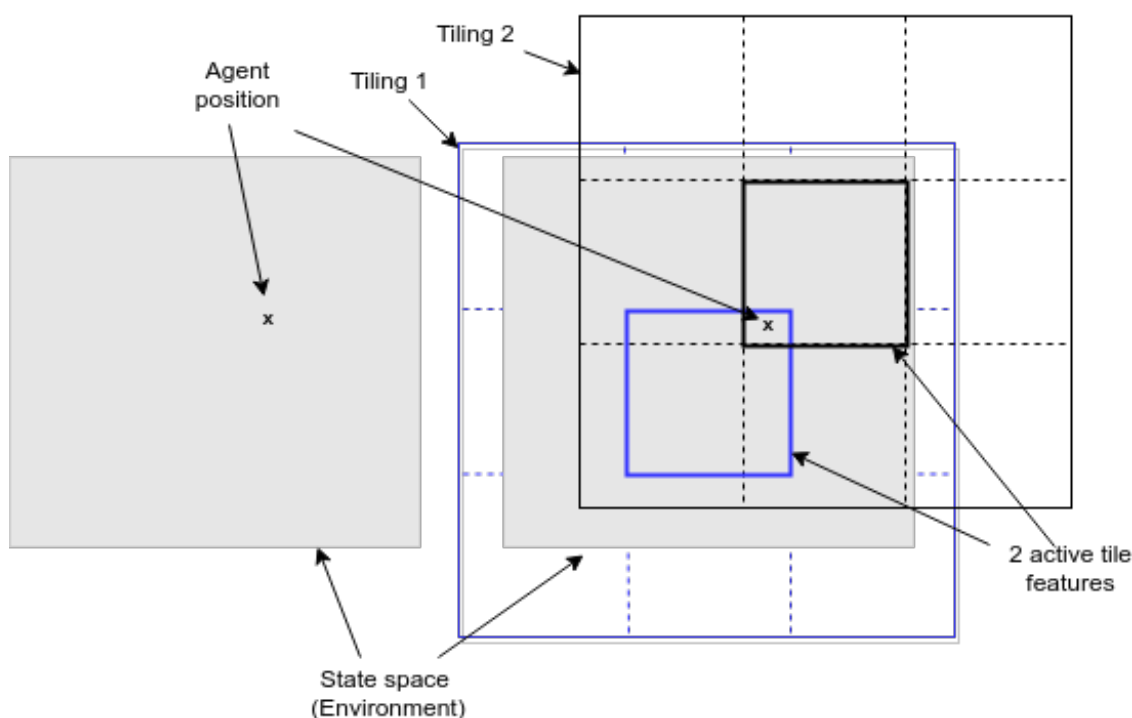 Tiling 2
Tiling 1
Agent
position
x
x
2 active tile
features
State space
(Environment)